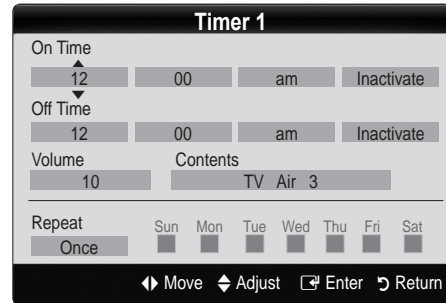 Timer 1
On Time
12 00 am Inactivate
Off Time
12 00 am Inactivate
Volume Contents
10 TV Air 3
Repeat Sun Mon Tue Wed Thu Fri Sat
Once
Move Adjust Enter Return